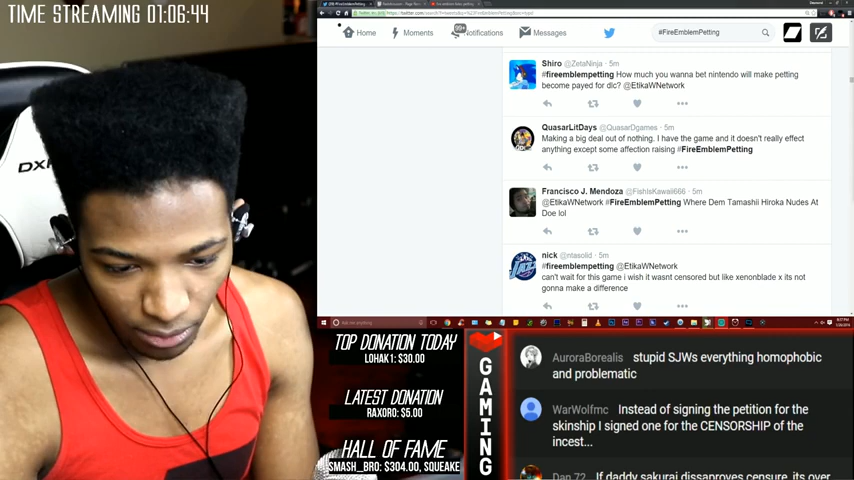 TIME STREAMING 01:06:44
Home
Moments
99+
Notifications
Messages
#FireEmblemPetting
Shiro @ZetaNinja · 5m
#fireemblempetting How much you wanna bet nintendo will make petting
become payed for dlc? @EtikaWNetwork
QuasarLitDays @QuasarDgames · 5m
Making a big deal out of nothing. I have the game and it doesn't really effect
anything except some affection raising #FireEmblemPetting
Francisco J. Mendoza @FishIsKawaii666 · 5m
@EtikaWNetwork #FireEmblemPetting Where Dem Tamashii Hiroka Nudes At
Doe lol
nick @ntasolid · 5m
#fireemblempetting @EtikaWNetwork
can't wait for this game i wish it wasnt censored but like xenonblade x its not
gonna make a difference
JAZZ
DX
TOP DONATION TODAY
LOHAK1: $30.00
LATEST DONATION
RAXORO: $5.00
HALL OF FAME
SMASH_BRO: $304.00, SQUEAKE
GAMING
AuroraBorealis stupid SJWs everything homophobic
and problematic
WarWolfmc Instead of signing the petition for the
skinship I signed one for the CENSORSHIP of the
incest...
Dan 72 If daddy sakurai dissaproves censure, its over